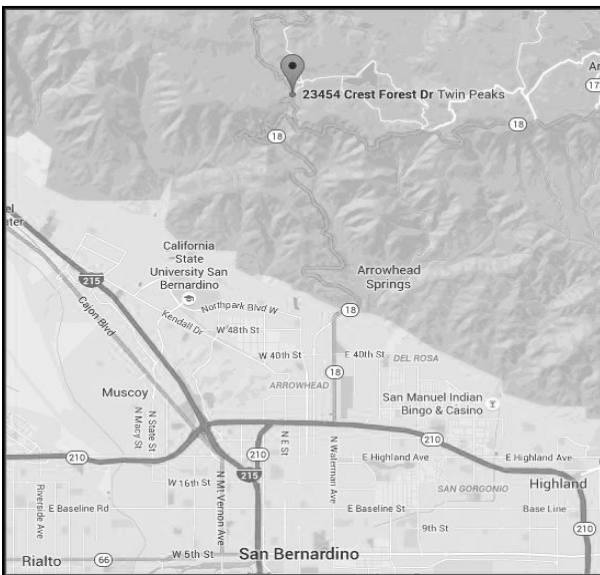 23454 Crest Forest Dr Twin Peaks
Ar
17
18
18
el
nter
California
State
University San
Bernardino
Arrowhead
Springs
215
Cajon Blvd
Northpark Blvd W
18
Kendall Dr
W 48th St
W 40th St
E 40th St
DEL ROSA
18
ARROWHEAD
Muscoy
San Manuel Indian
Bingo & Casino
N State St
N Macy St
210
210
210
N E St
N Waterman Ave
E Highland Ave
E Highland Ave
215
W 16th St
N Mt Vernon Ave
SAN GORGONIO
Highland
Riverside Ave
E Baseline Rd
E Baseline St
Base Line
9th St
210
Rialto
66
W 5th St
San Bernardino